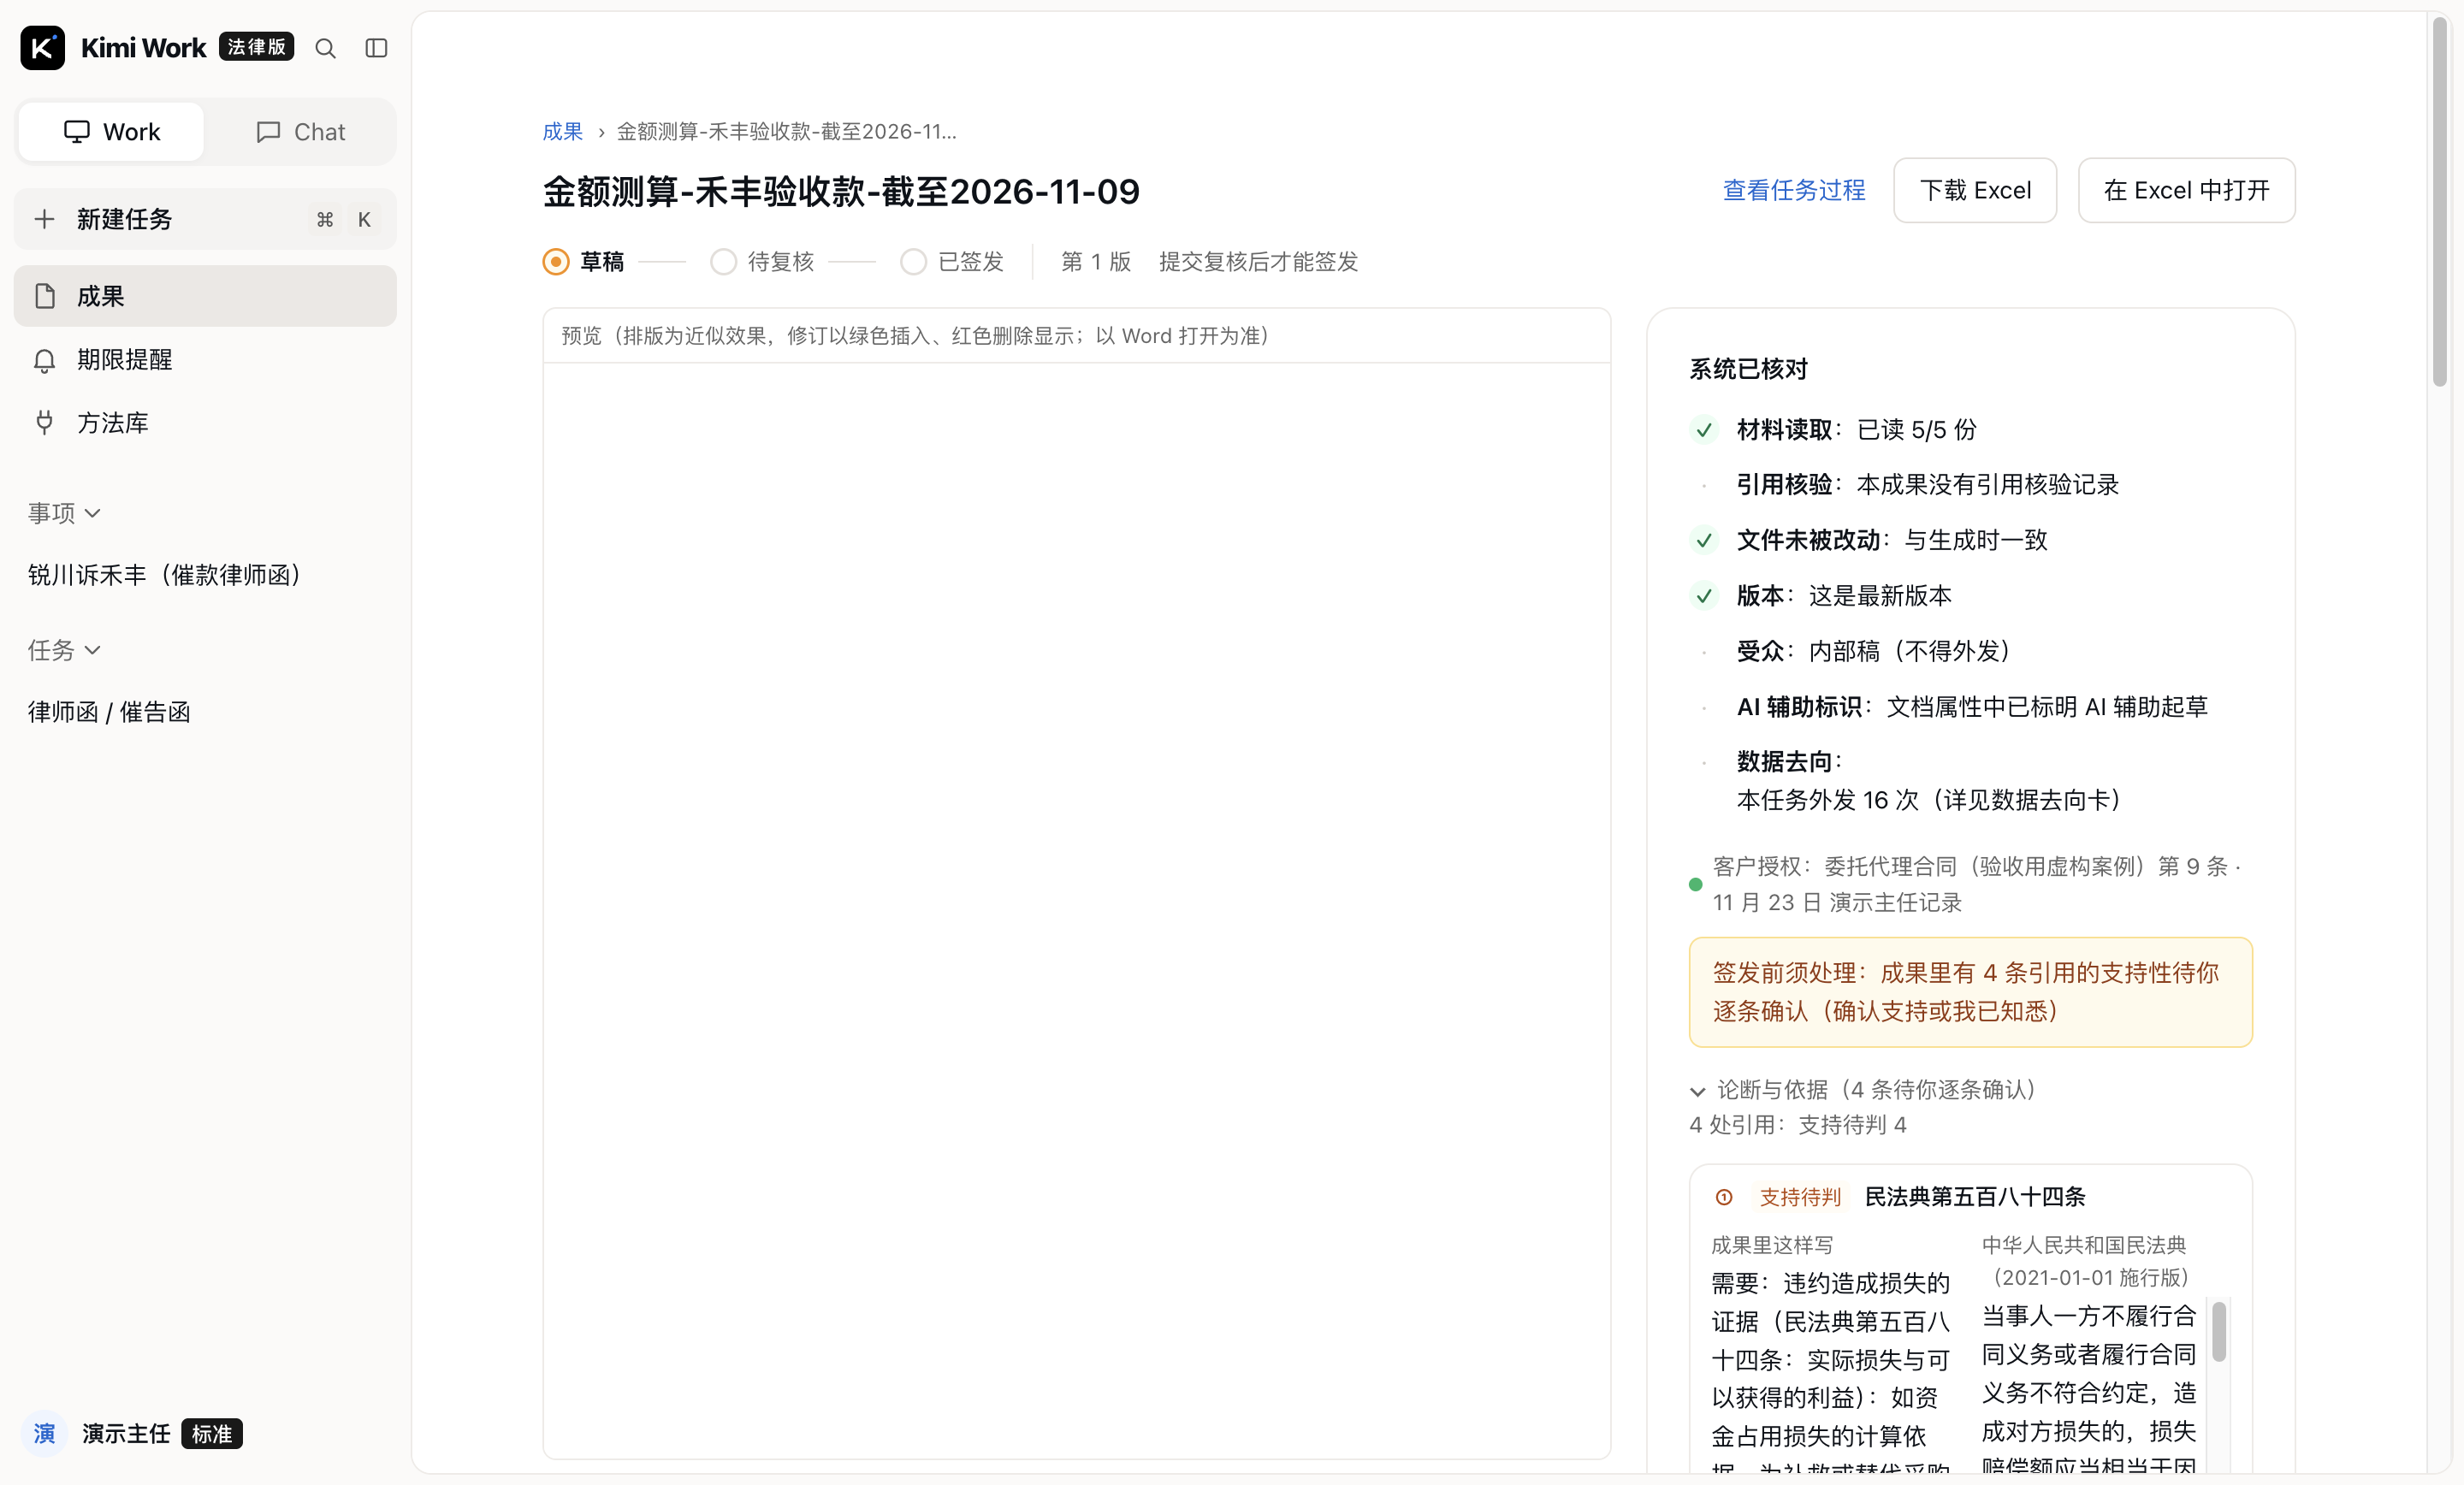 Kimi Work 法律版
Work
Chat
新建任务 ⌘ K
成果
期限提醒
方法库
事项
锐川诉禾丰（催款律师函）
任务
律师函 / 催告函
演 演示主任 标准
成果 › 金额测算-禾丰验收款-截至2026-11...
金额测算-禾丰验收款-截至2026-11-09
查看任务过程
下载 Excel
在 Excel 中打开
草稿 待复核 已签发 第 1 版 提交复核后才能签发
预览（排版为近似效果，修订以绿色插入、红色删除显示；以 Word 打开为准）
系统已核对
材料读取：已读 5/5 份
引用核验：本成果没有引用核验记录
文件未被改动：与生成时一致
版本：这是最新版本
受众：内部稿（不得外发）
AI 辅助标识：文档属性中已标明 AI 辅助起草
数据去向：
本任务外发 16 次（详见数据去向卡）
客户授权：委托代理合同（验收用虚构案例）第 9 条 ·
11 月 23 日 演示主任记录
签发前须处理：成果里有 4 条引用的支持性待你
逐条确认（确认支持或我已知悉）
论断与依据（4 条待你逐条确认）
4 处引用：支持待判 4
① 支持待判 民法典第五百八十四条
成果里这样写
需要：违约造成损失的
证据（民法典第五百八
十四条：实际损失与可
以获得的利益）：如资
金占用损失的计算依
据、为补救或替代采购
中华人民共和国民法典
（2021-01-01 施行版）
当事人一方不履行合
同义务或者履行合同
义务不符合约定，造
成对方损失的，损失
赔偿额应当相当于因